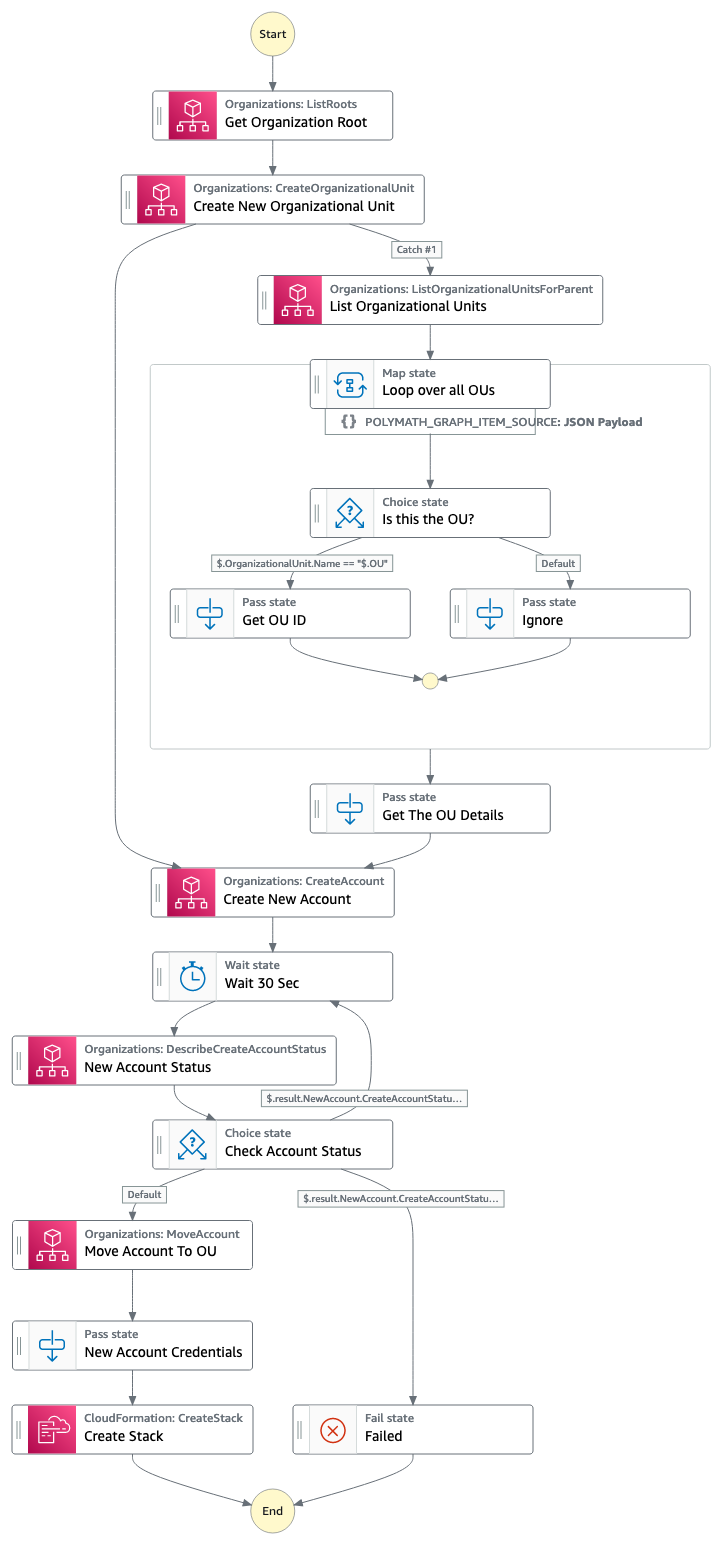 Start
Organizations: ListRoots
Get Organization Root
Organizations: CreateOrganizationalUnit
Create New Organizational Unit
Catch #1
Organizations: ListOrganizationalUnitsForParent
List Organizational Units
Map state
Loop over all OUs
{} POLYMATH_GRAPH_ITEM_SOURCE: JSON Payload
Choice state
Is this the OU?
$.OrganizationalUnit.Name == "$.OU"
Default
Pass state
Get OU ID
Pass state
Ignore
Pass state
Get The OU Details
Organizations: CreateAccount
Create New Account
Wait state
Wait 30 Sec
Organizations: DescribeCreateAccountStatus
New Account Status
$.result.NewAccount.CreateAccountStatu...
Choice state
Check Account Status
Default
$.result.NewAccount.CreateAccountStatu...
Organizations: MoveAccount
Move Account To OU
Pass state
New Account Credentials
CloudFormation: CreateStack
Create Stack
Fail state
Failed
End